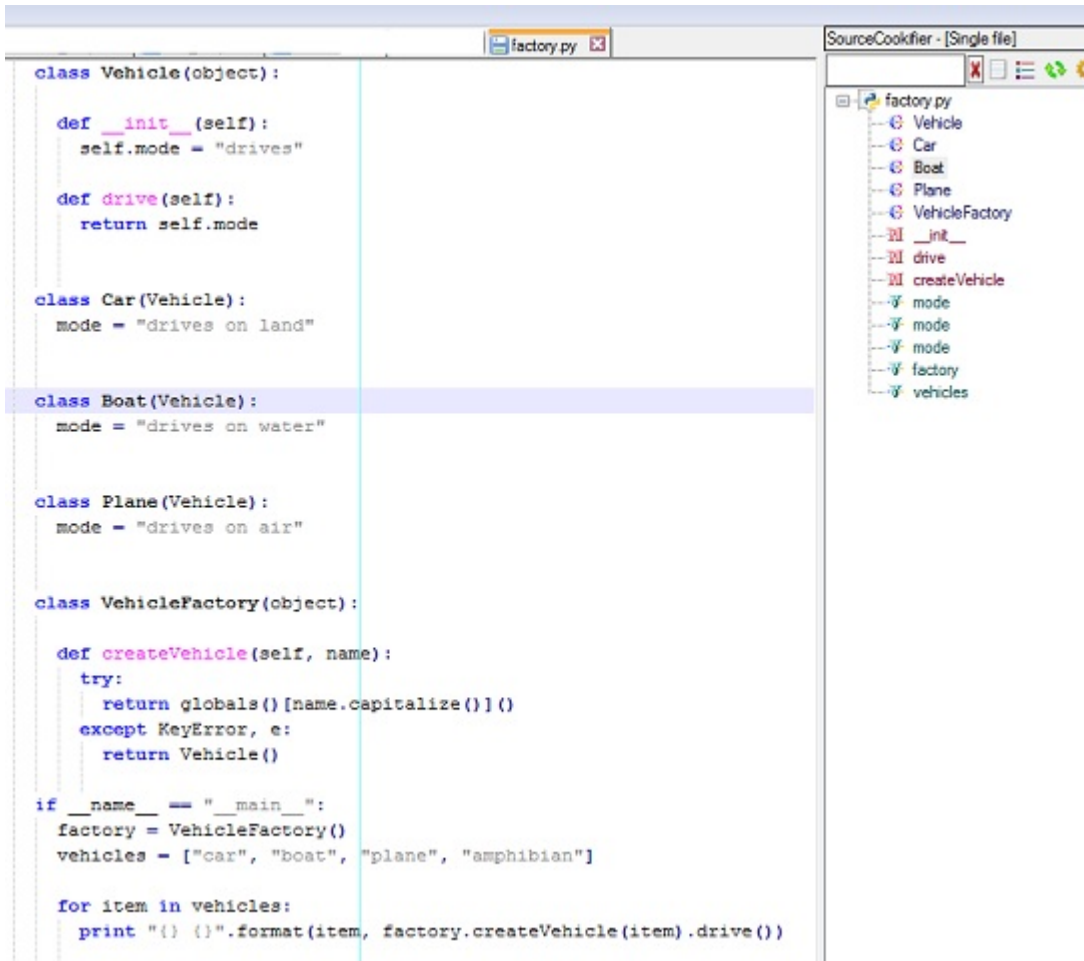 factory.py
class Vehicle(object):
def __init__(self):
self.mode = "drives"
def drive(self):
return self.mode
class Car(Vehicle):
mode = "drives on land"
class Boat(Vehicle):
mode = "drives on water"
class Plane(Vehicle):
mode = "drives on air"
class VehicleFactory(object):
def createVehicle(self, name):
try:
return globals()[name.capitalize()]()
except KeyError, e:
return Vehicle()
if __name__ == "__main__":
factory = VehicleFactory()
vehicles = ["car", "boat", "plane", "amphibian"]
for item in vehicles:
print "{} {}".format(item, factory.createVehicle(item).drive())
SourceCookifier - [Single file]
factory.py
Vehicle
Car
Boat
Plane
VehicleFactory
__init__
drive
createVehicle
mode
mode
mode
factory
vehicles